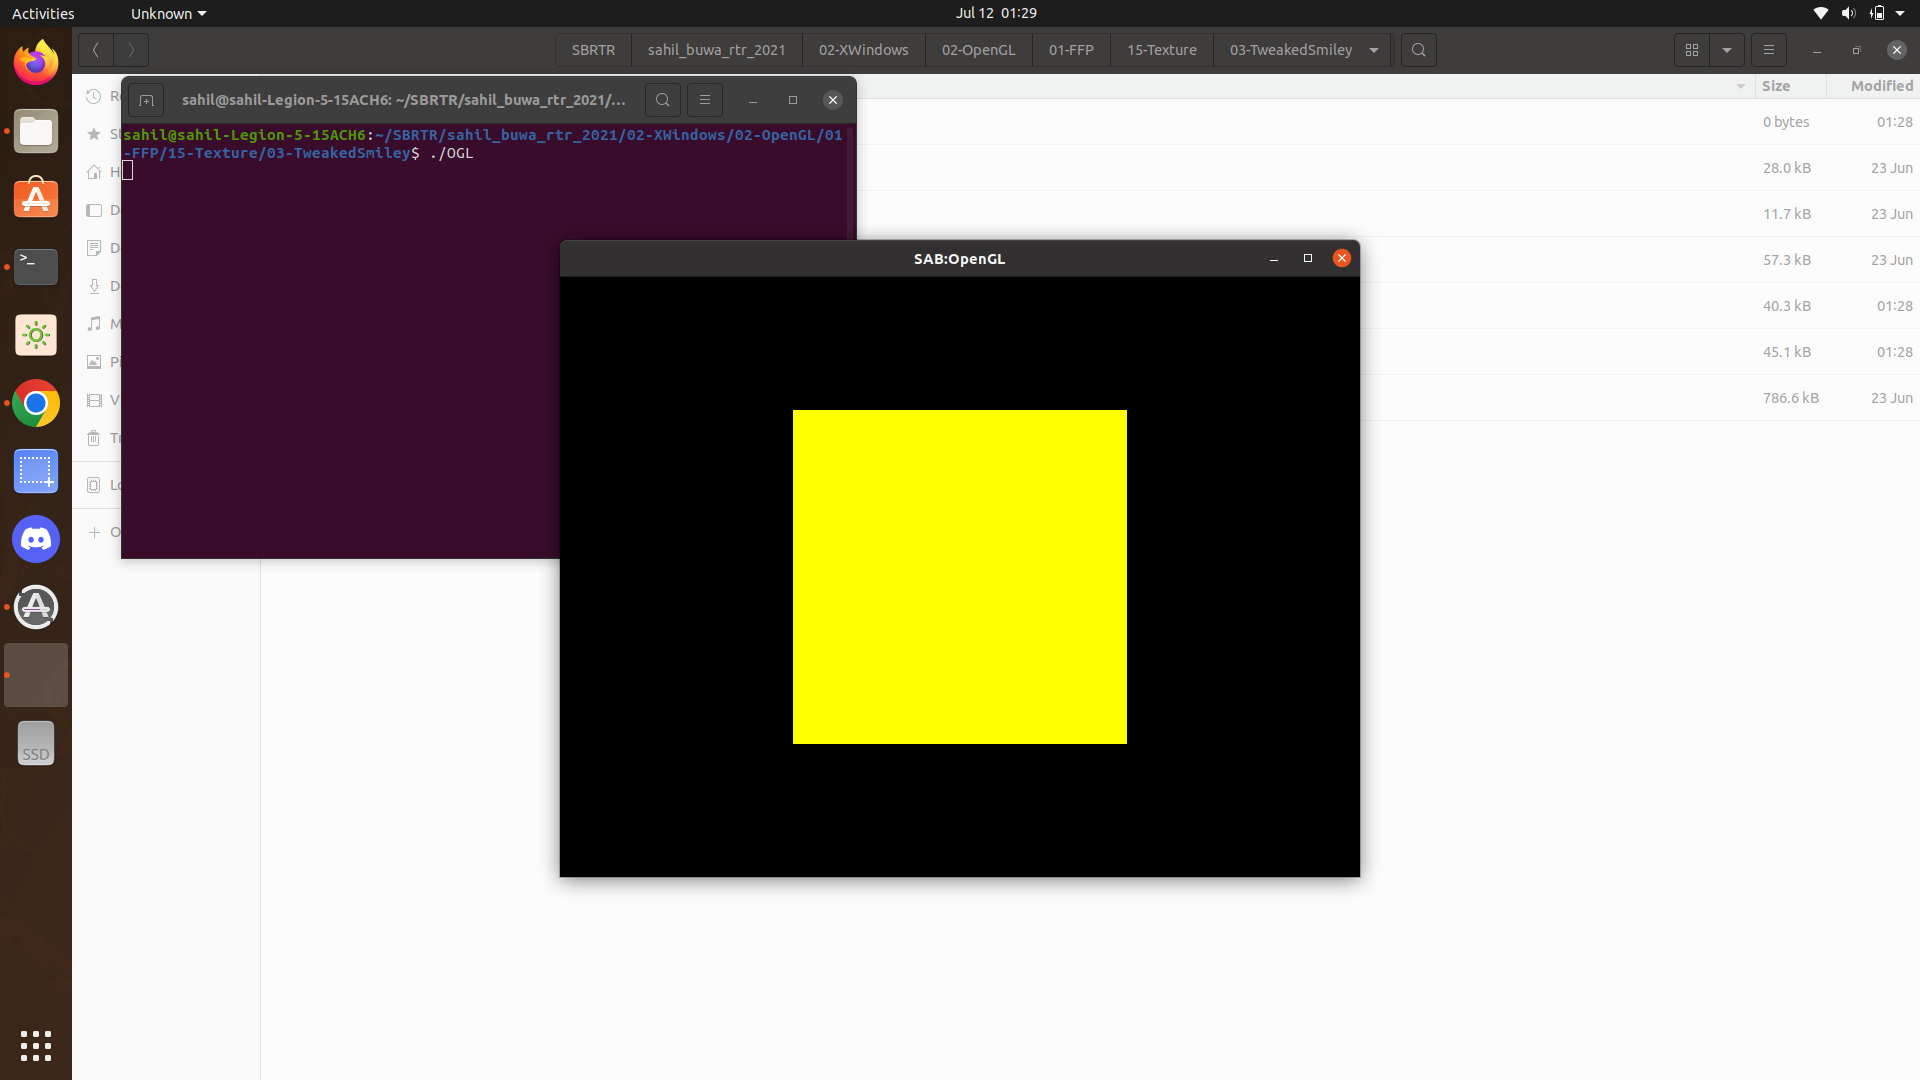 Activities
Unknown
Jul 12 01:29
SBRTR
sahil_buwa_rtr_2021
02-XWindows
02-OpenGL
01-FFP
15-Texture
03-TweakedSmiley
Size
Modified
0 bytes
01:28
28.0 kB
23 Jun
11.7 kB
23 Jun
57.3 kB
23 Jun
40.3 kB
01:28
45.1 kB
01:28
786.6 kB
23 Jun
sahil@sahil-Legion-5-15ACH6: ~/SBRTR/sahil_buwa_rtr_2021/...
sahil@sahil-Legion-5-15ACH6:~/SBRTR/sahil_buwa_rtr_2021/02-XWindows/02-OpenGL/01
-FFP/15-Texture/03-TweakedSmiley$ ./OGL
SAB:OpenGL
SSD